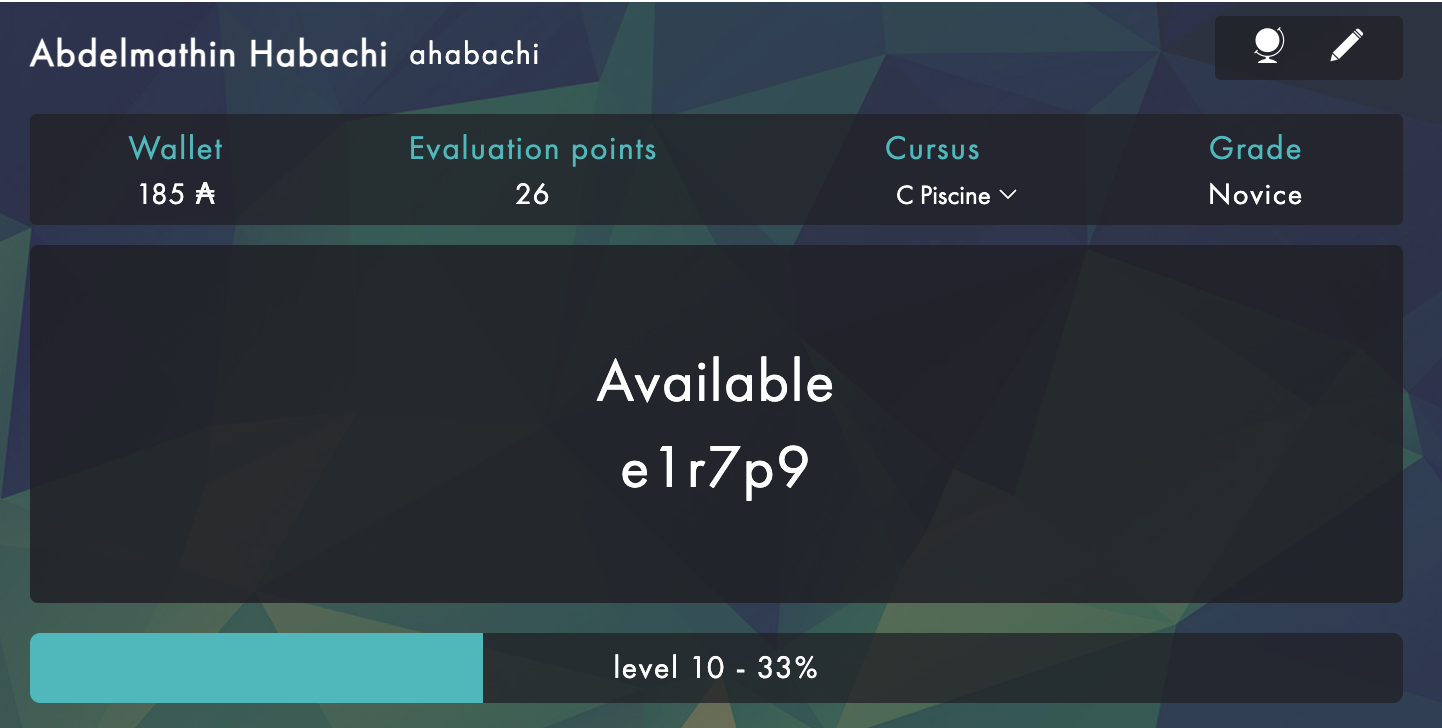 Abdelmathin Habachi ahabachi
Wallet Evaluation points Cursus Grade
185 ₳ 26 C Piscine Novice
Available
e1r7p9
level 10 - 33%